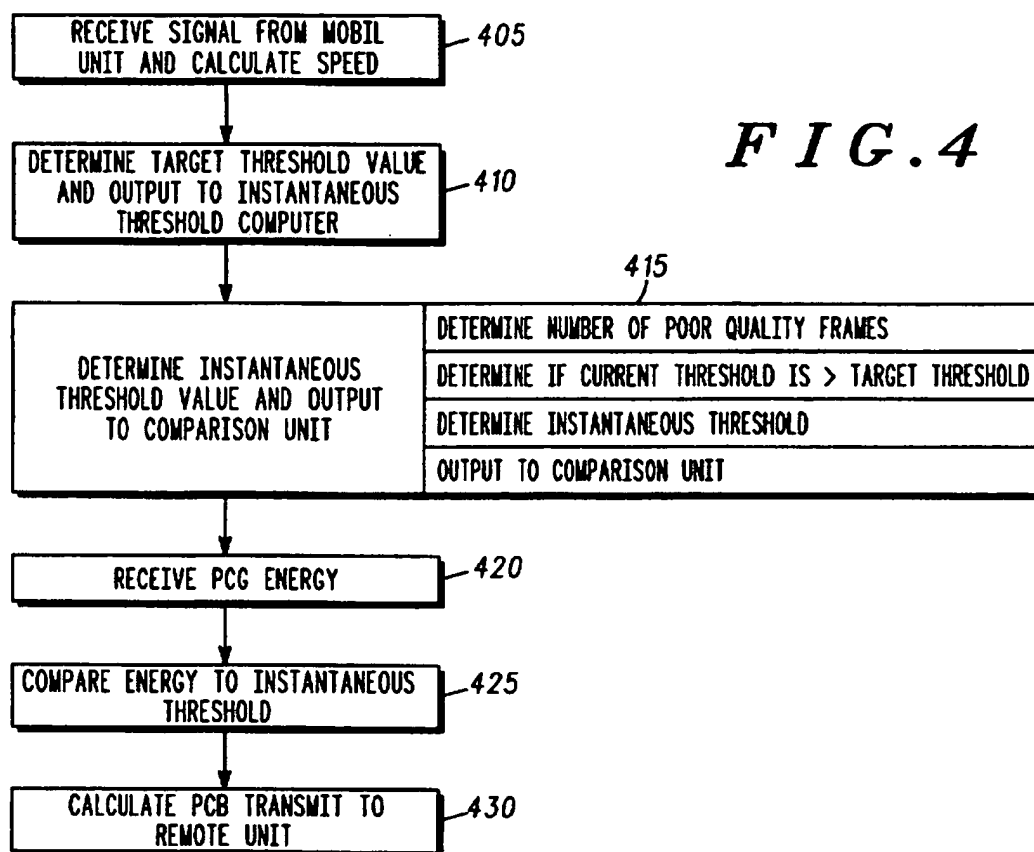 RECEIVE SIGNAL FROM MOBIL
UNIT AND CALCULATE SPEED
405
FIG.4
DETERMINE TARGET THRESHOLD VALUE
AND OUTPUT TO INSTANTANEOUS
THRESHOLD COMPUTER
410
415
DETERMINE INSTANTANEOUS
THRESHOLD VALUE AND OUTPUT
TO COMPARISON UNIT
DETERMINE NUMBER OF POOR QUALITY FRAMES
DETERMINE IF CURRENT THRESHOLD IS > TARGET THRESHOLD
DETERMINE INSTANTANEOUS THRESHOLD
OUTPUT TO COMPARISON UNIT
RECEIVE PCG ENERGY
420
COMPARE ENERGY TO INSTANTANEOUS
THRESHOLD
425
CALCULATE PCB TRANSMIT TO
REMOTE UNIT
430